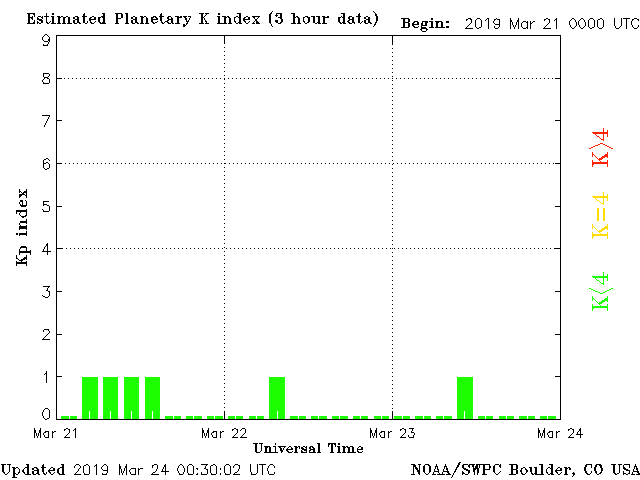 Estimated Planetary K index (3 hour data)
Begin: 2019 Mar 21 0000 UTC
9
8
7
6
5
4
3
2
1
0
Kp index
K>4
K=4
K<4
Mar 21
Mar 22
Mar 23
Mar 24
Universal Time
Updated 2019 Mar 24 00:30:02 UTC
NOAA/SWPC Boulder, CO USA